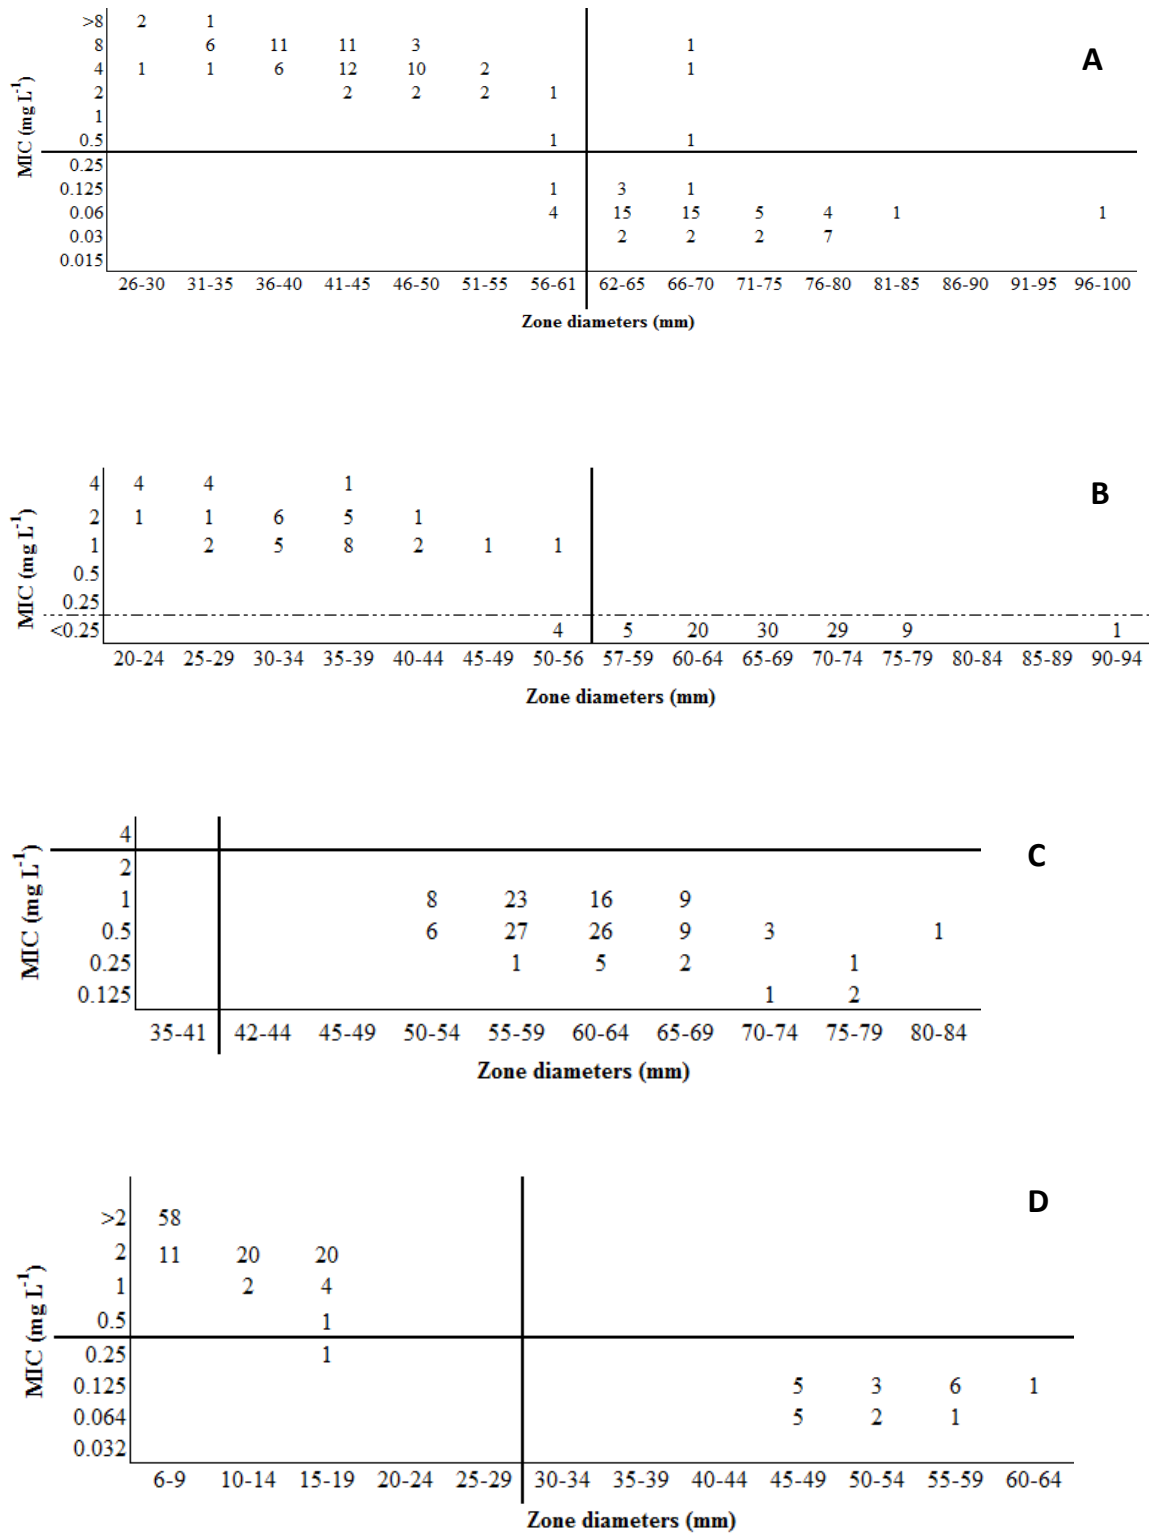 A
>8 2 1
8 6 11 11 3 1
4 1 1 6 12 10 2 1
2 2 2 2 1
1
0.5 1 1
0.25
0.125 1 3 1
0.06 4 15 15 5 4 1 1
0.03 2 2 2 7
0.015
MIC (mg L-1)
26-30 31-35 36-40 41-45 46-50 51-55 56-61 62-65 66-70 71-75 76-80 81-85 86-90 91-95 96-100
Zone diameters (mm)
B
4 4 4 1
2 1 1 6 5 1
1 2 5 8 2 1 1
0.5
0.25
<0.25 4 5 20 30 29 9 1
MIC (mg L-1)
20-24 25-29 30-34 35-39 40-44 45-49 50-56 57-59 60-64 65-69 70-74 75-79 80-84 85-89 90-94
Zone diameters (mm)
C
4
2
1 8 23 16 9
0.5 6 27 26 9 3 1
0.25 1 5 2 1
0.125 1 2
MIC (mg L-1)
35-41 42-44 45-49 50-54 55-59 60-64 65-69 70-74 75-79 80-84
Zone diameters (mm)
D
>2 58
2 11 20 20
1 2 4
0.5 1
0.25 1
0.125 5 3 6 1
0.064 5 2 1
0.032
MIC (mg L-1)
6-9 10-14 15-19 20-24 25-29 30-34 35-39 40-44 45-49 50-54 55-59 60-64
Zone diameters (mm)